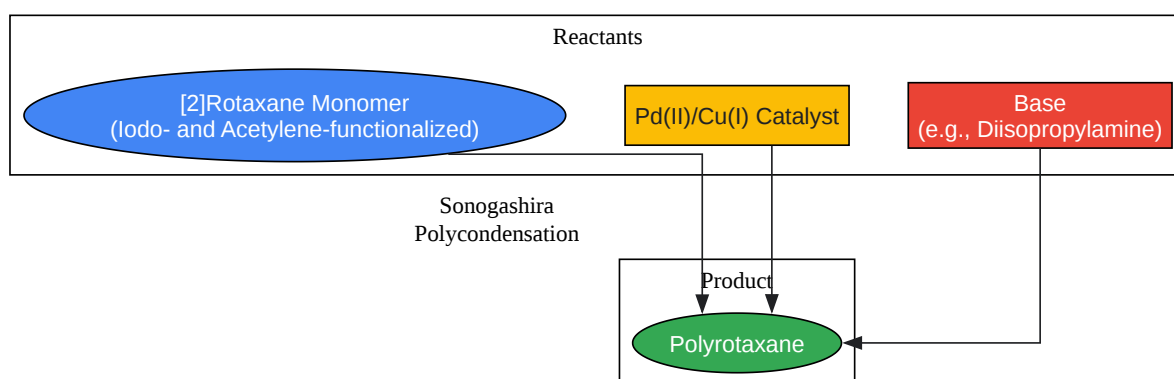 Reactants
[2]Rotaxane Monomer
(Iodo- and Acetylene-functionalized)
Pd(II)/Cu(I) Catalyst
Base
(e.g., Diisopropylamine)
Sonogashira
Polycondensation
Product
Polyrotaxane